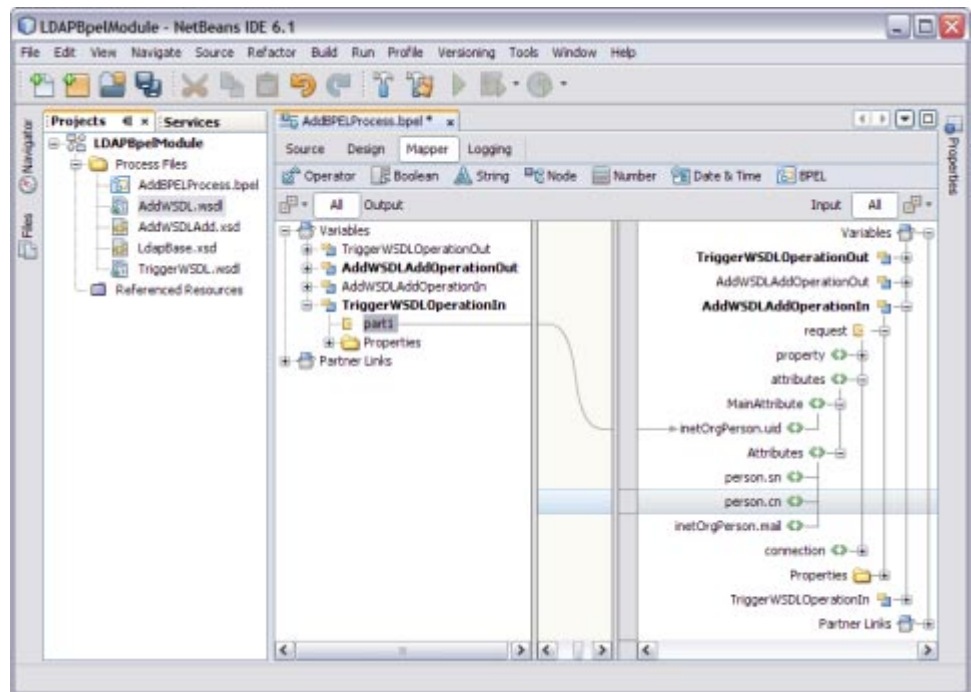 LDAPBpelModule - NetBeans IDE 6.1
File Edit View Navigate Source Refactor Build Run Profile Versioning Tools Window Help
Projects Services
AddBPELProcess.bpel *
Navigator
Files
Properties
LDAPBpelModule
Process Files
AddBPELProcess.bpel
AddWSDL.wsdl
AddWSDLAdd.xsd
LdapBase.xsd
TriggerWSDL.wsdl
Referenced Resources
Source Design Mapper Logging
Operator Boolean String Node Number Date & Time BPEL
All Output
Input All
Variables
TriggerWSDLOperationOut
AddWSDLAddOperationOut
AddWSDLAddOperationIn
TriggerWSDLOperationIn
part1
Properties
Partner Links
Variables
TriggerWSDLOperationOut
AddWSDLAddOperationOut
AddWSDLAddOperationIn
request
property
attributes
MainAttribute
inetOrgPerson.uid
Attributes
person.sn
person.cn
inetOrgPerson.mail
connection
Properties
TriggerWSDLOperationIn
Partner Links